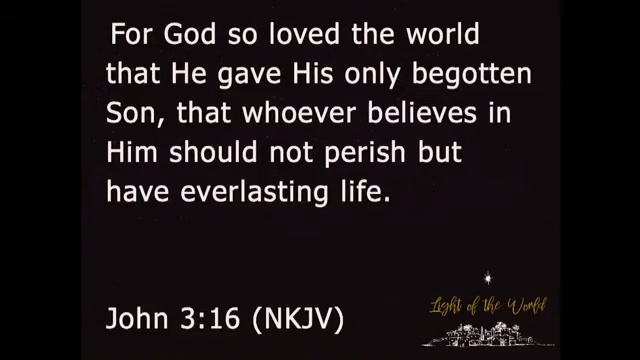 For God so loved the world
that He gave His only begotten
Son, that whoever believes in
Him should not perish but
have everlasting life.
Light of the World
John 3:16 (NKJV)